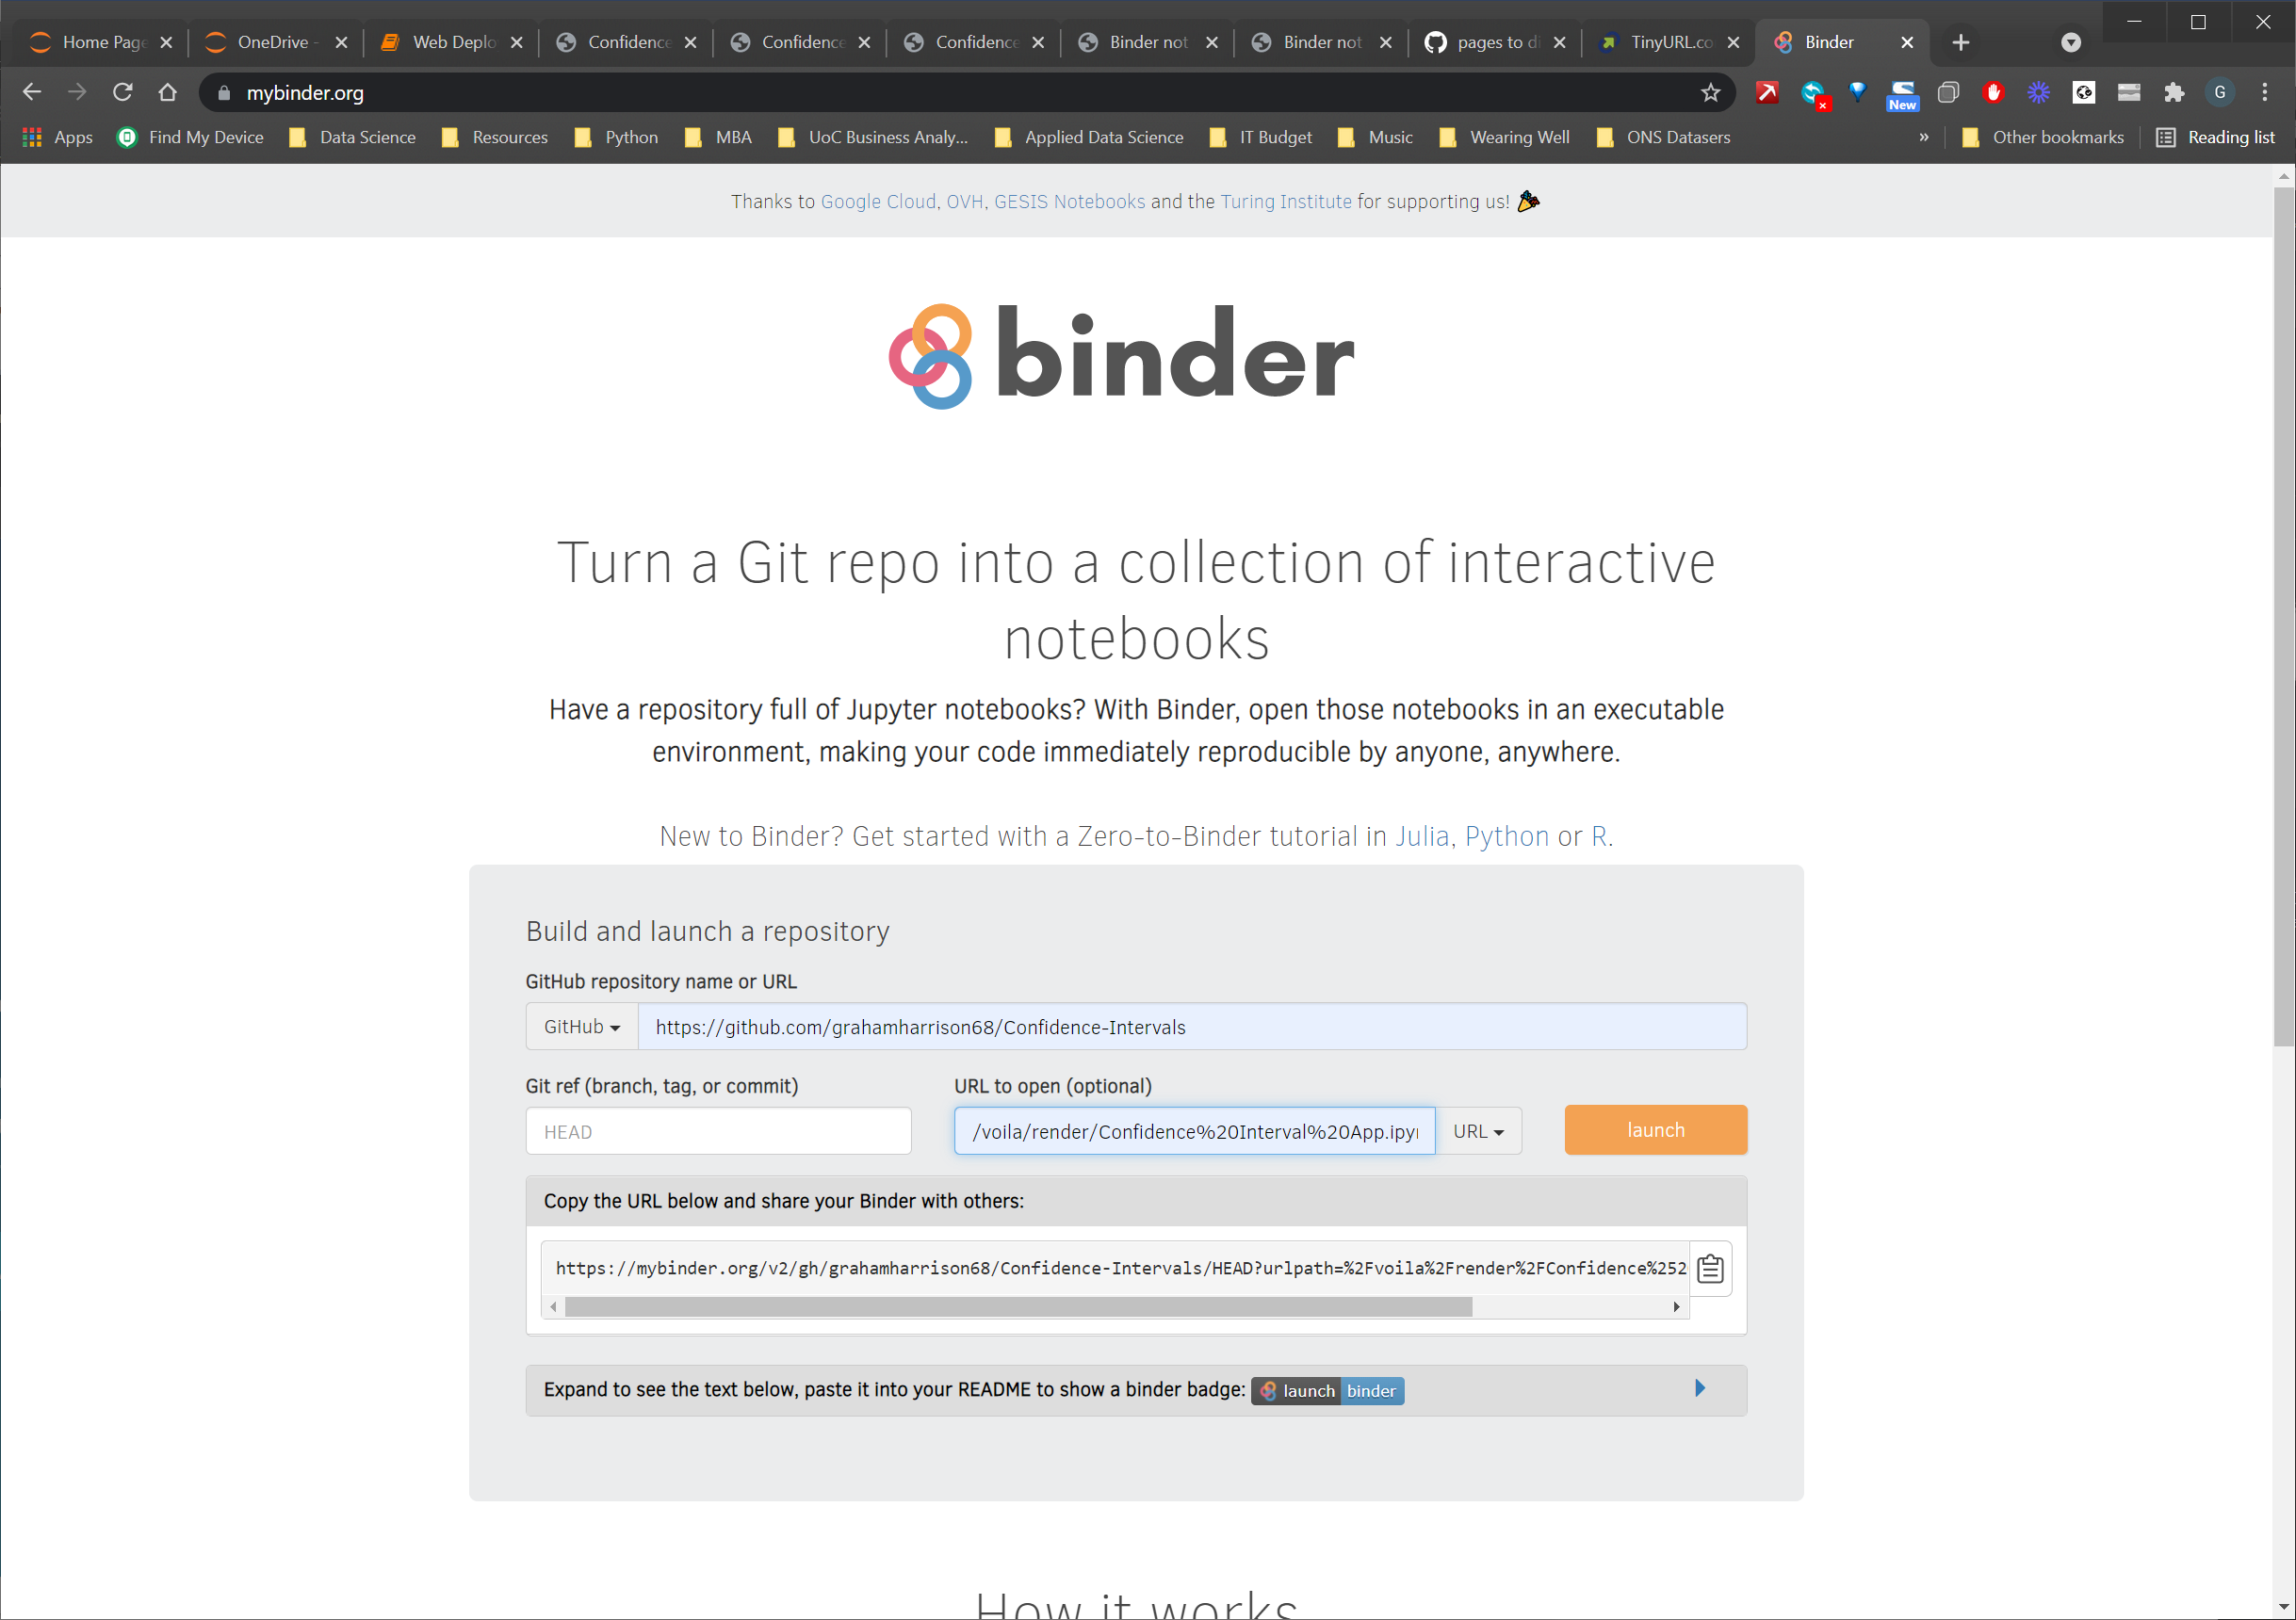 Home Page
OneDrive -
Web Deplo
Confidence
Confidence
Confidence
Binder not
Binder not
pages to di
TinyURL.co
Binder
mybinder.org
New
G
Apps
Find My Device
Data Science
Resources
Python
MBA
UoC Business Analy...
Applied Data Science
IT Budget
Music
Wearing Well
ONS Datasers
»
Other bookmarks
Reading list
Thanks to Google Cloud, OVH, GESIS Notebooks and the Turing Institute for supporting us! 🎉
binder
Turn a Git repo into a collection of interactive
notebooks
Have a repository full of Jupyter notebooks? With Binder, open those notebooks in an executable
environment, making your code immediately reproducible by anyone, anywhere.
New to Binder? Get started with a Zero-to-Binder tutorial in Julia, Python or R.
Build and launch a repository
GitHub repository name or URL
GitHub
https://github.com/grahamharrison68/Confidence-Intervals
Git ref (branch, tag, or commit)
URL to open (optional)
HEAD
/voila/render/Confidence%20Interval%20App.ipyn
URL
launch
Copy the URL below and share your Binder with others:
https://mybinder.org/v2/gh/grahamharrison68/Confidence-Intervals/HEAD?urlpath=%2Fvoila%2Frender%2FConfidence%252
Expand to see the text below, paste it into your README to show a binder badge: launch binder
How it works